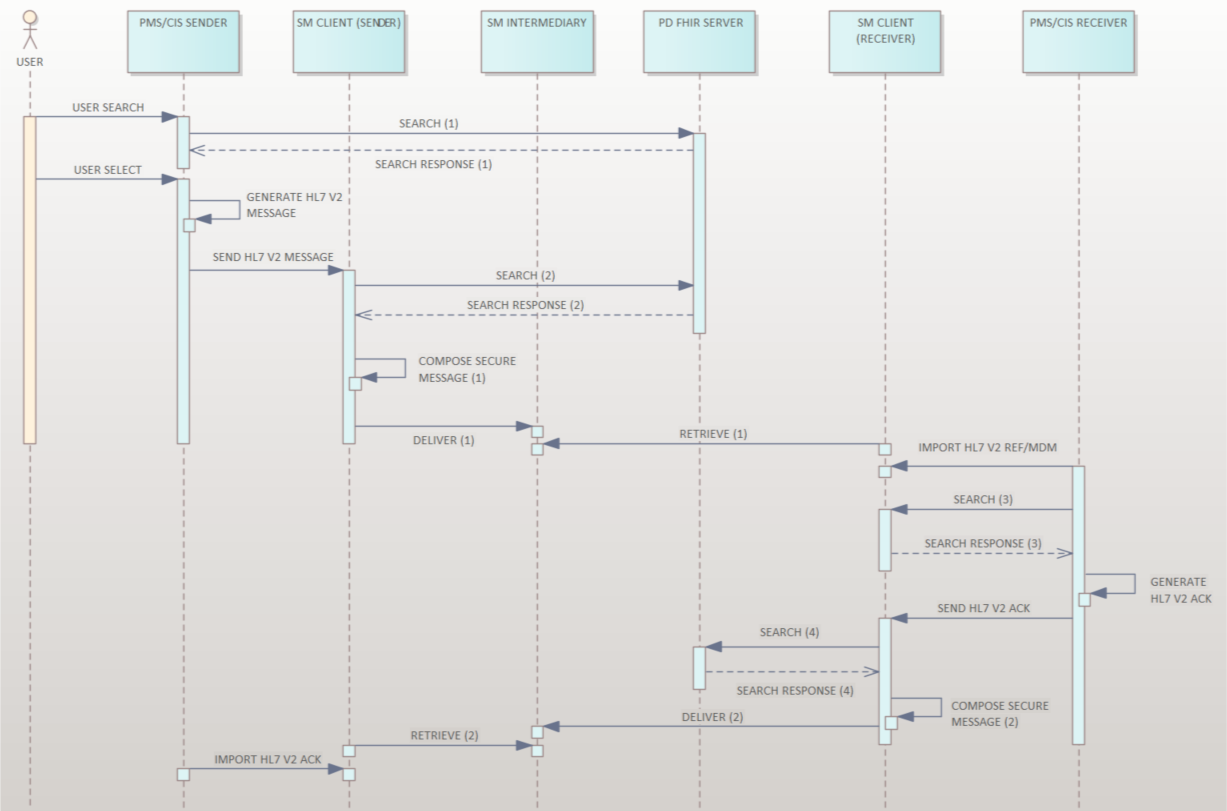 PMS/CIS SENDER
SM CLIENT (SENDER)
SM INTERMEDIARY
PD FHIR SERVER
SM CLIENT
(RECEIVER)
PMS/CIS RECEIVER
USER
USER SEARCH
SEARCH (1)
SEARCH RESPONSE (1)
USER SELECT
GENERATE HL7 V2
MESSAGE
SEND HL7 V2 MESSAGE
SEARCH (2)
SEARCH RESPONSE (2)
COMPOSE SECURE
MESSAGE (1)
DELIVER (1)
RETRIEVE (1)
IMPORT HL7 V2 REF/MDM
SEARCH (3)
SEARCH RESPONSE (3)
GENERATE
HL7 V2 ACK
SEND HL7 V2 ACK
SEARCH (4)
SEARCH RESPONSE (4)
COMPOSE SECURE
MESSAGE (2)
DELIVER (2)
RETRIEVE (2)
IMPORT HL7 V2 ACK